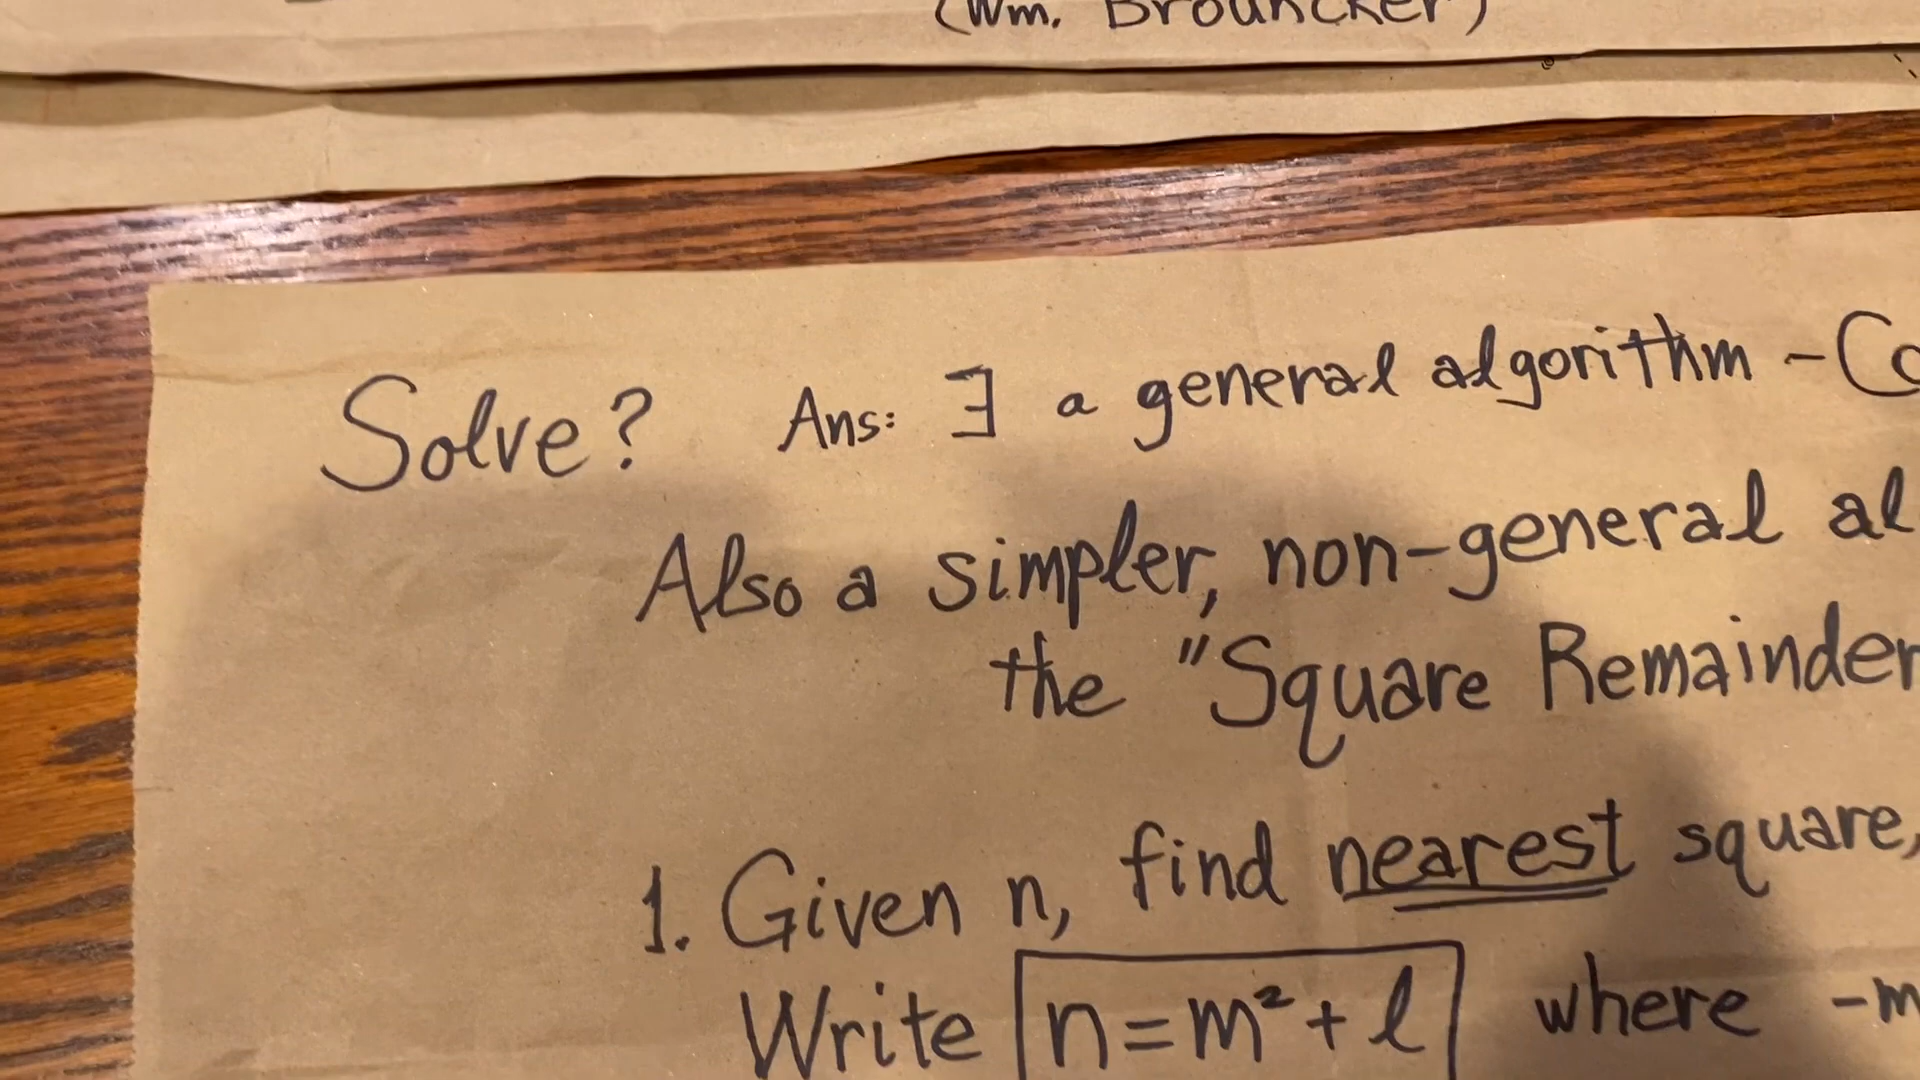 (Wm. Brouncker)
Solve? Ans: ∃ a general algorithm - Co
Also a simpler, non-general al
the "Square Remainder
1. Given n, find nearest square,
Write n=m²+l where -m